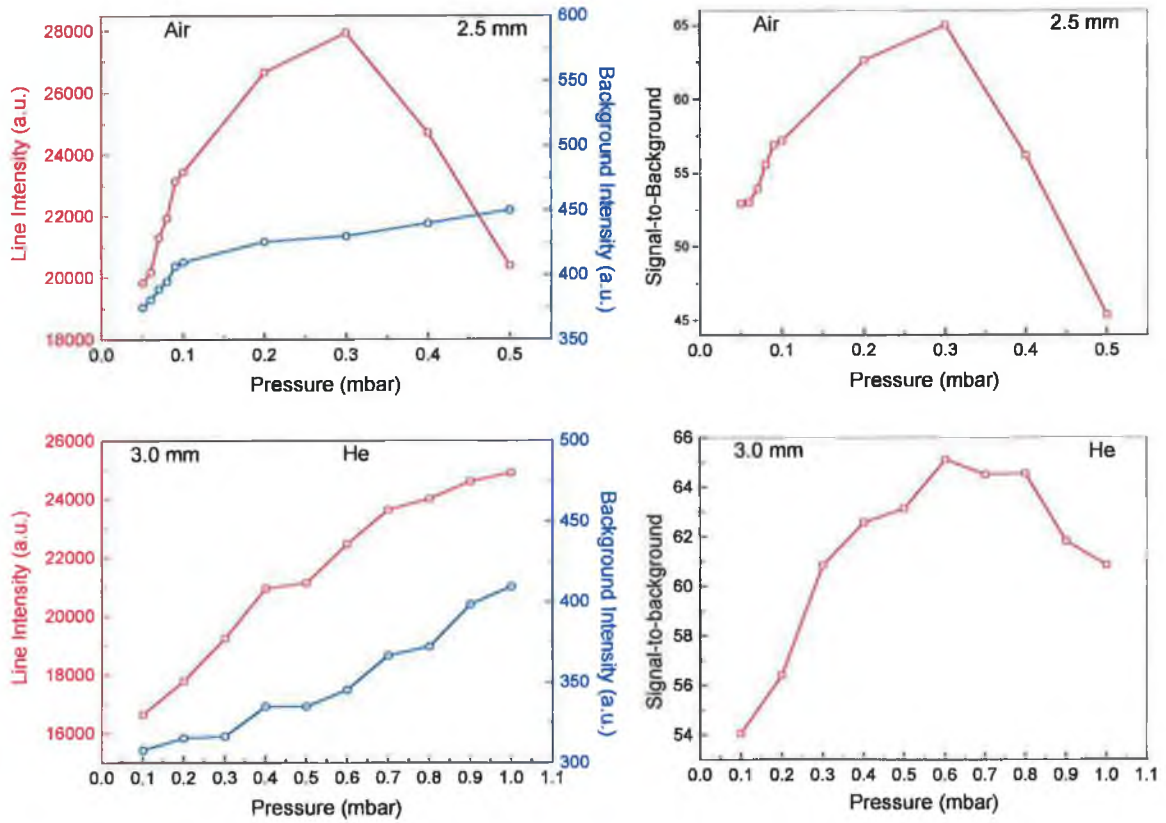 Air
2.5 mm
Line Intensity (a.u.)
28000
26000
24000
22000
20000
18000
600
550
500
450
400
350
Background Intensity (a.u.)
0.0 0.1 0.2 0.3 0.4 0.5
Pressure (mbar)
Air
2.5 mm
Signal-to-Background
65
60
55
50
45
0.0 0.1 0.2 0.3 0.4 0.5
Pressure (mbar)
3.0 mm
He
Line Intensity (a.u.)
26000
24000
22000
20000
18000
16000
500
450
400
350
300
Background Intensity (a.u.)
0.0 0.1 0.2 0.3 0.4 0.5 0.6 0.7 0.8 0.9 1.0 1.1
Pressure (mbar)
3.0 mm
He
Signal-to-background
66
64
62
60
58
56
54
0.0 0.1 0.2 0.3 0.4 0.5 0.6 0.7 0.8 0.9 1.0 1.1
Pressure (mbar)